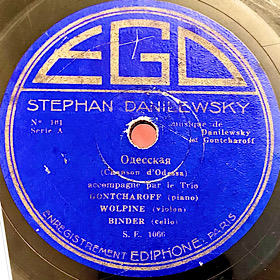 EGO
STEPHAN DANILEWSKY
Nº 181
Serie A
musique de
Danilewsky
et Gontcharoff
Одесская
(Chanson d'Odessa)
accompagné par le Trio
GONTCHAROFF (piano)
WOLPINE (violon)
BINDER (cello)
S.E. 1066
ENREGISTREMENT EDIPHONE, PARIS